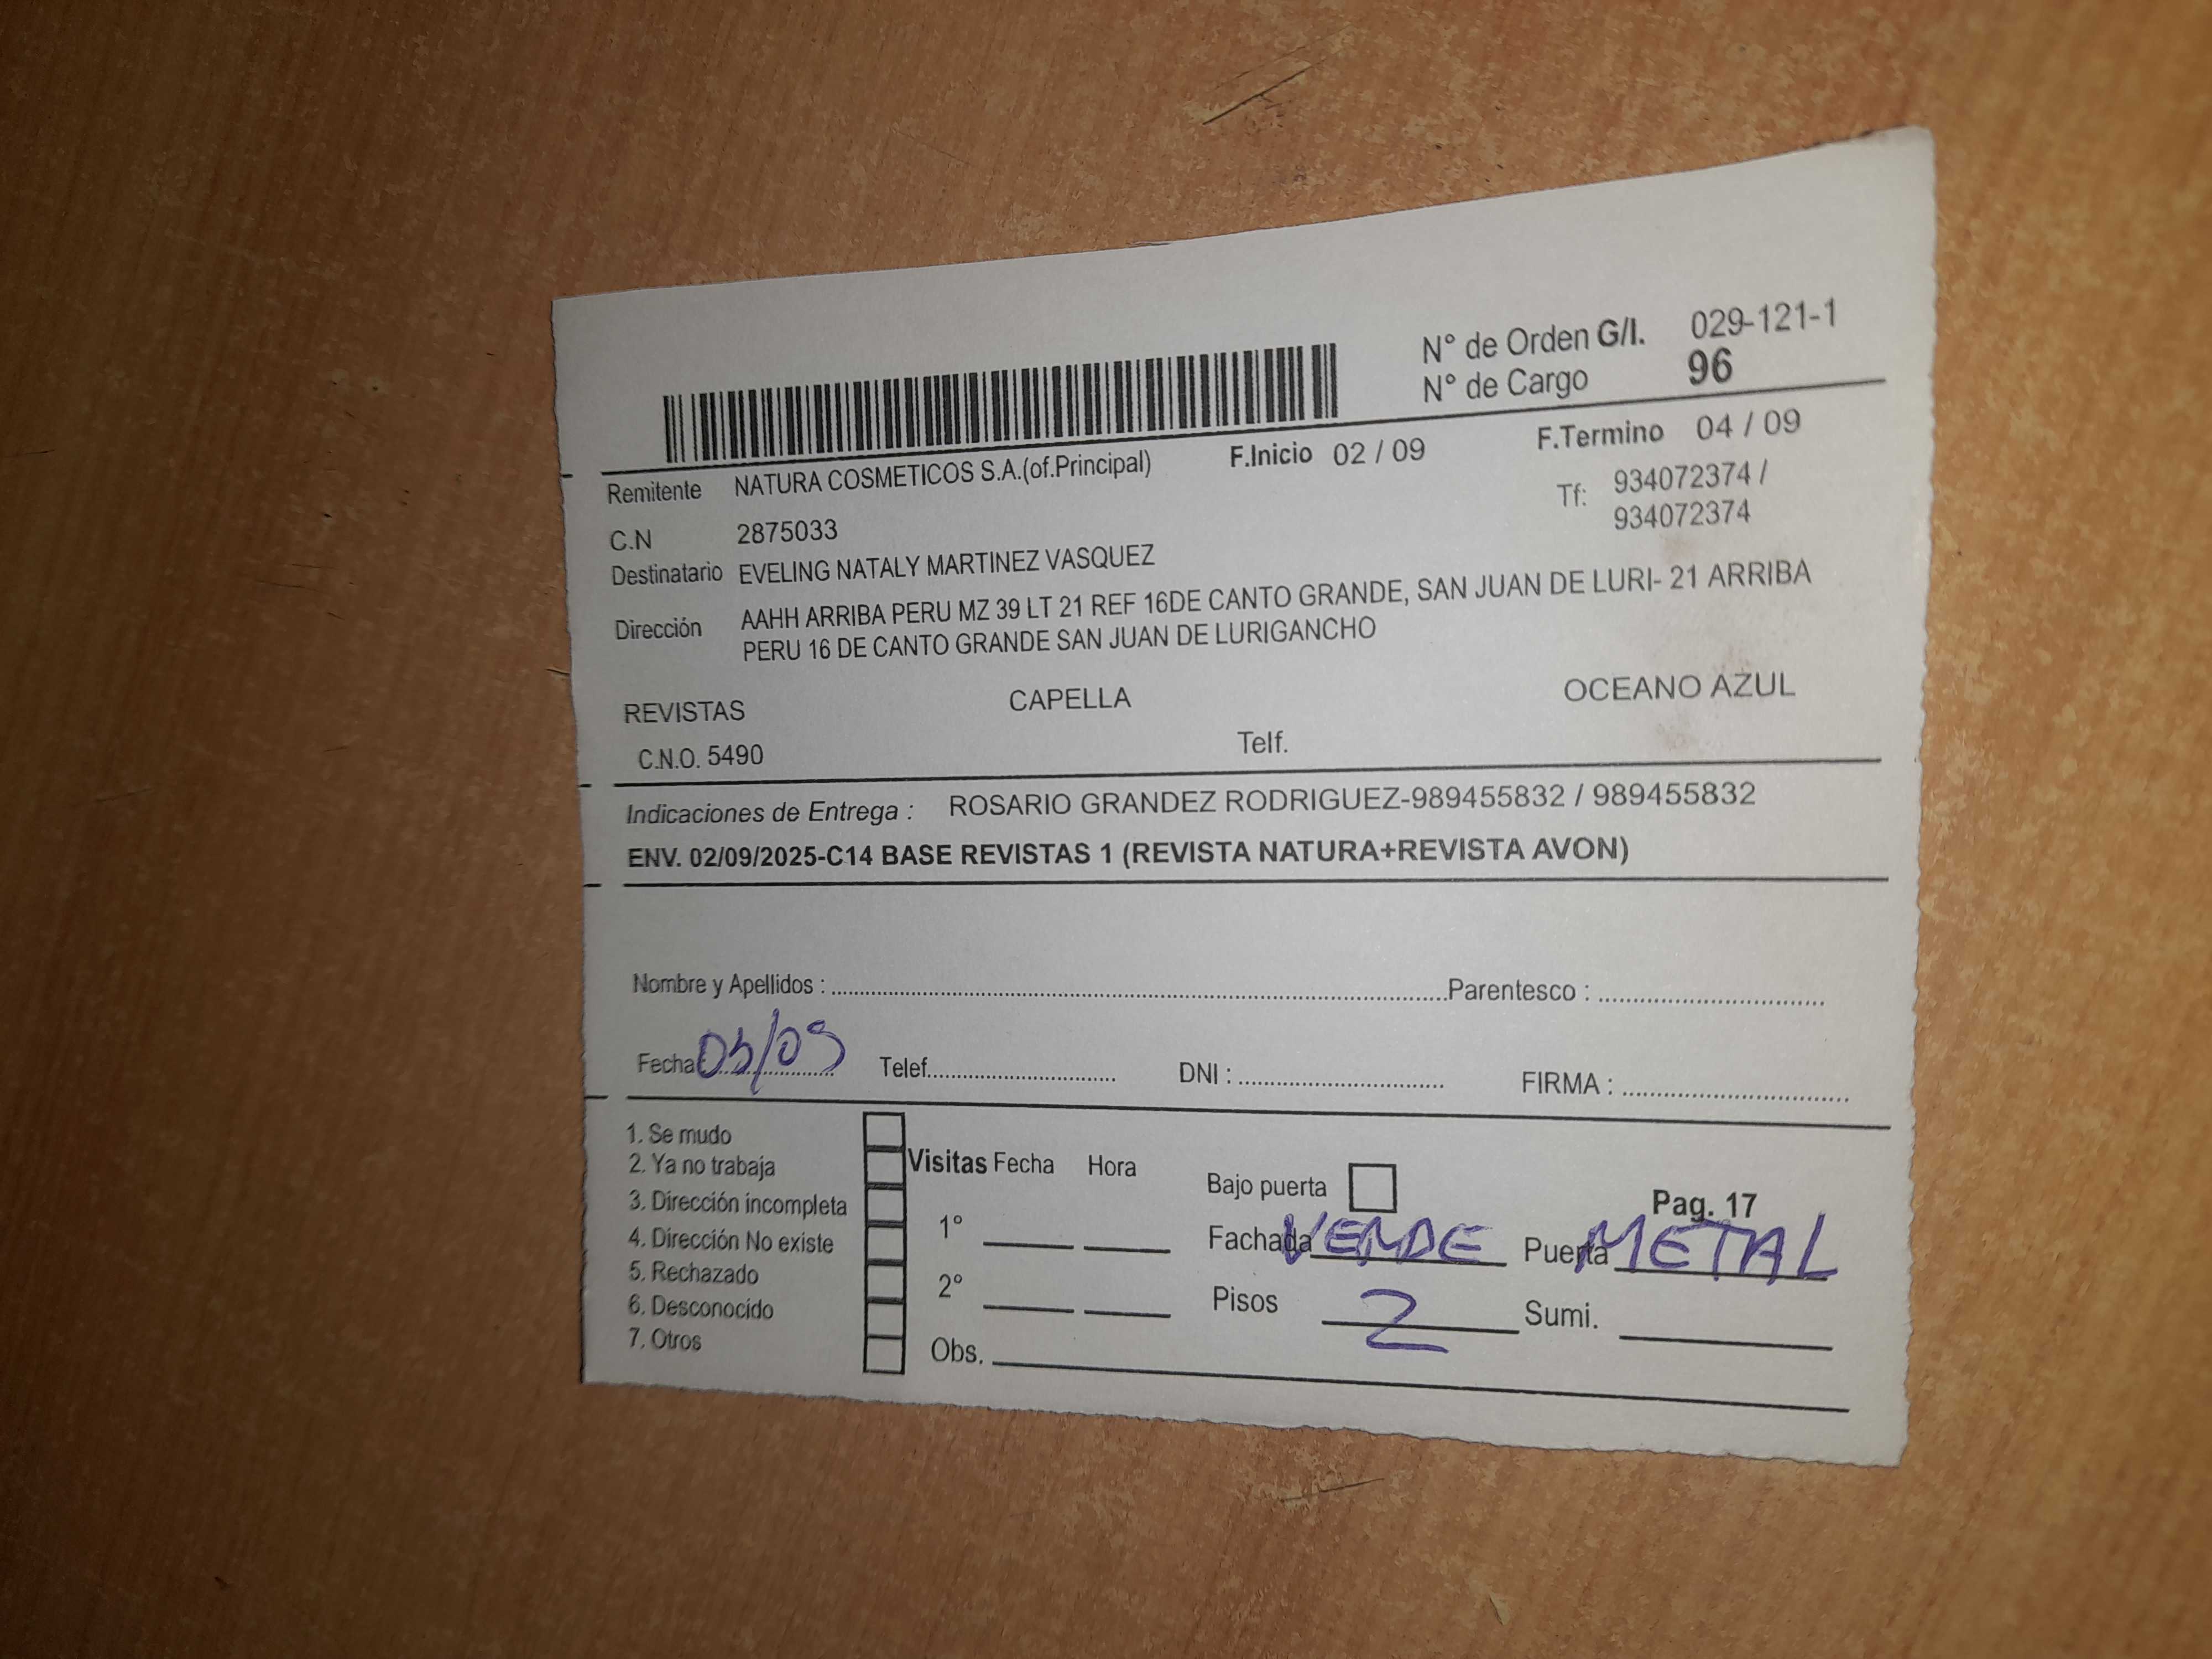 N° de Orden G/I. 029-121-1
N° de Cargo 96
F.Inicio 02 / 09 F.Termino 04 / 09
Remitente NATURA COSMETICOS S.A.(of.Principal)
Tf: 934072374 /
934072374
C.N 2875033
Destinatario EVELING NATALY MARTINEZ VASQUEZ
Dirección AAHH ARRIBA PERU MZ 39 LT 21 REF 16DE CANTO GRANDE, SAN JUAN DE LURI- 21 ARRIBA
PERU 16 DE CANTO GRANDE SAN JUAN DE LURIGANCHO
REVISTAS CAPELLA OCEANO AZUL
C.N.O. 5490 Telf.
Indicaciones de Entrega : ROSARIO GRANDEZ RODRIGUEZ-989455832 / 989455832
ENV. 02/09/2025-C14 BASE REVISTAS 1 (REVISTA NATURA+REVISTA AVON)
Nombre y Apellidos : Parentesco :
Fecha Telef. DNI : FIRMA :
1. Se mudo
2. Ya no trabaja
3. Dirección incompleta
4. Dirección No existe
5. Rechazado
6. Desconocido
7. Otros
Visitas Fecha Hora
1°
2°
Obs.
Bajo puerta
Pag. 17
Fachada VERDE Puerta METAL
Pisos 2 Sumi.